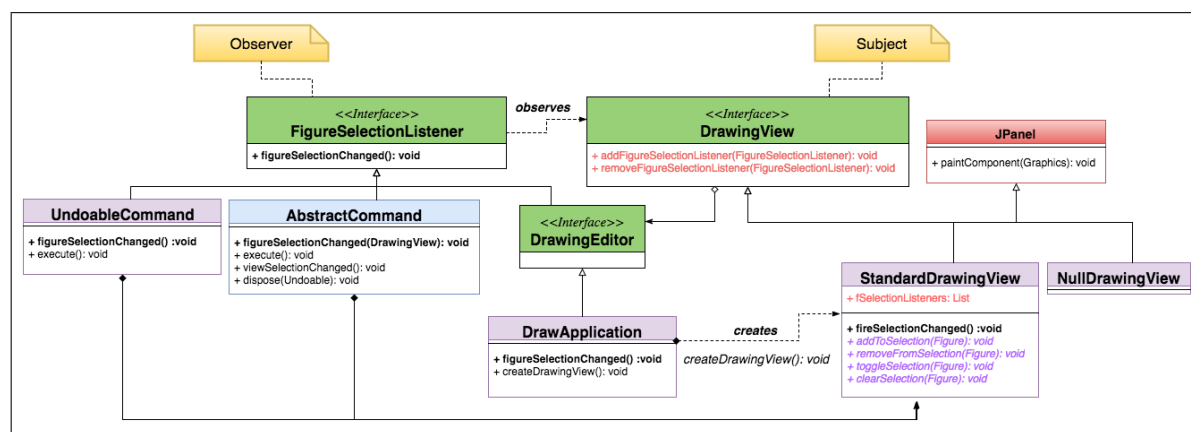 Observer
Subject
<<Interface>>
FigureSelectionListener
+ figureSelectionChanged(): void
observes
<<Interface>>
DrawingView
+ addFigureSelectionListener(FigureSelectionListener): void
+ removeFigureSelectionListener(FigureSelectionListener): void
JPanel
+ paintComponent(Graphics): void
UndoableCommand
+ figureSelectionChanged() :void
+ execute(): void
AbstractCommand
+ figureSelectionChanged(DrawingView): void
+ execute(): void
+ viewSelectionChanged(): void
+ dispose(Undoable): void
<<Interface>>
DrawingEditor
StandardDrawingView
+ fSelectionListeners: List
+ fireSelectionChanged() :void
+ addToSelection(Figure): void
+ removeFromSelection(Figure): void
+ toggleSelection(Figure): void
+ clearSelection(Figure): void
NullDrawingView
DrawApplication
+ figureSelectionChanged() :void
+ createDrawingView(): void
creates
createDrawingView(): void